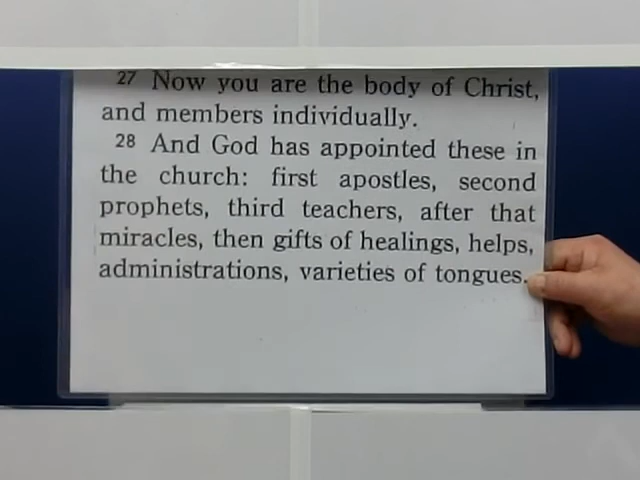 27 Now you are the body of Christ,
and members individually.
28 And God has appointed these in
the church: first apostles, second
prophets, third teachers, after that
miracles, then gifts of healings, helps,
administrations, varieties of tongues.